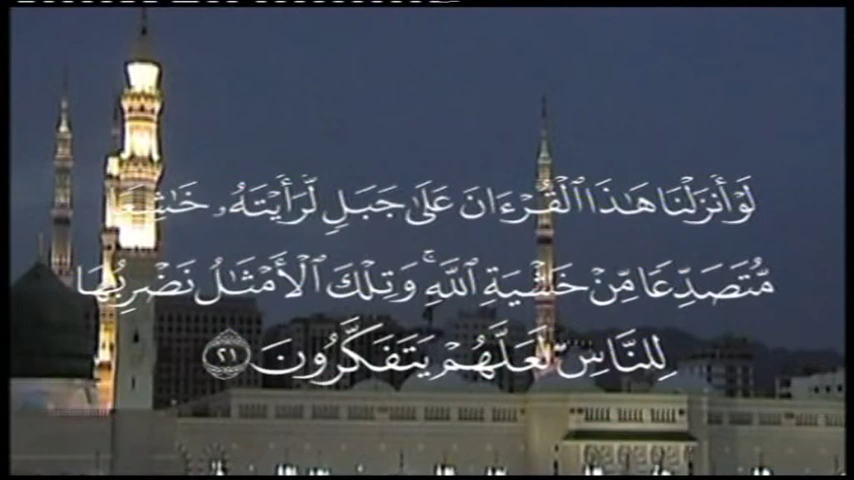 لَوْ أَنزَلْنَا هَٰذَا ٱلْقُرْءَانَ عَلَىٰ جَبَلٍ لَّرَأَيْتَهُۥ خَٰشِعًا
مُّتَصَدِّعًا مِّنْ خَشْيَةِ ٱللَّهِ ۚ وَتِلْكَ ٱلْأَمْثَٰلُ نَضْرِبُهَا
لِلنَّاسِ لَعَلَّهُمْ يَتَفَكَّرُونَ ٢١